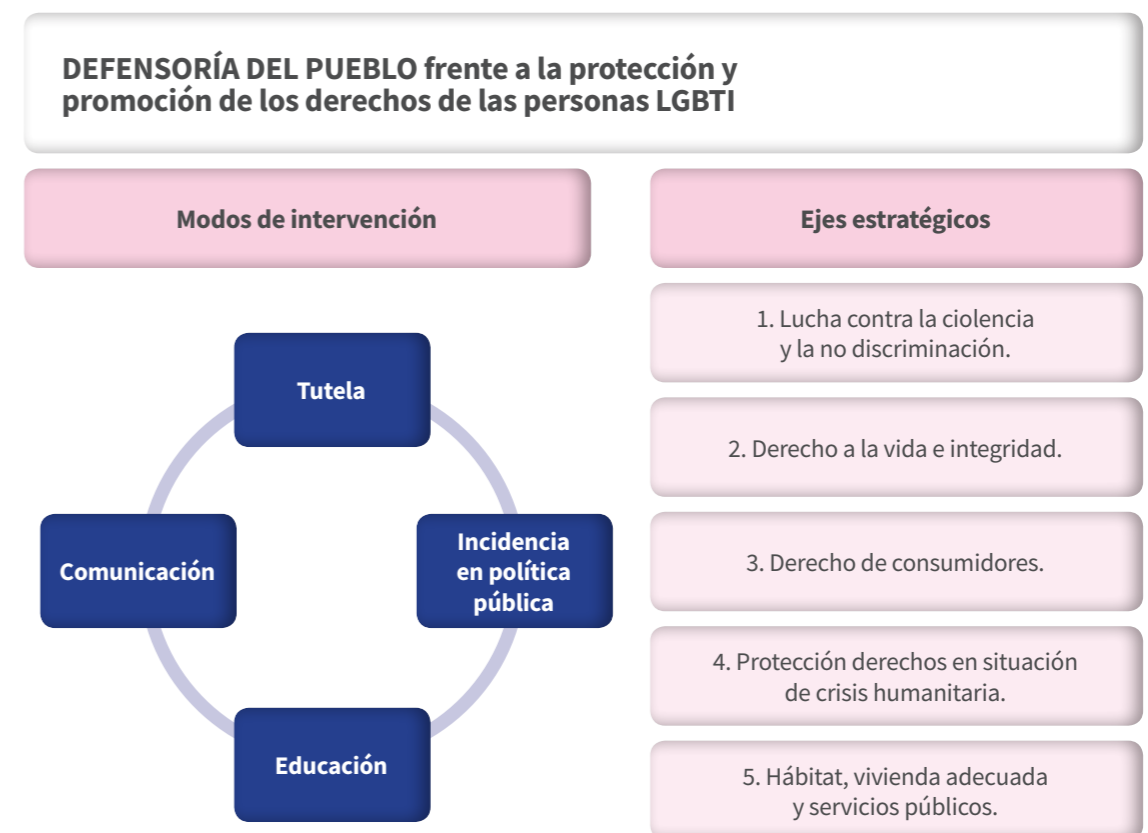 DEFENSORÍA DEL PUEBLO frente a la protección y
promoción de los derechos de las personas LGBTI
Modos de intervención
Tutela
Comunicación
Incidencia
en política
pública
Educación
Ejes estratégicos
1. Lucha contra la ciolencia
y la no discriminación.
2. Derecho a la vida e integridad.
3. Derecho de consumidores.
4. Protección derechos en situación
de crisis humanitaria.
5. Hábitat, vivienda adecuada
y servicios públicos.